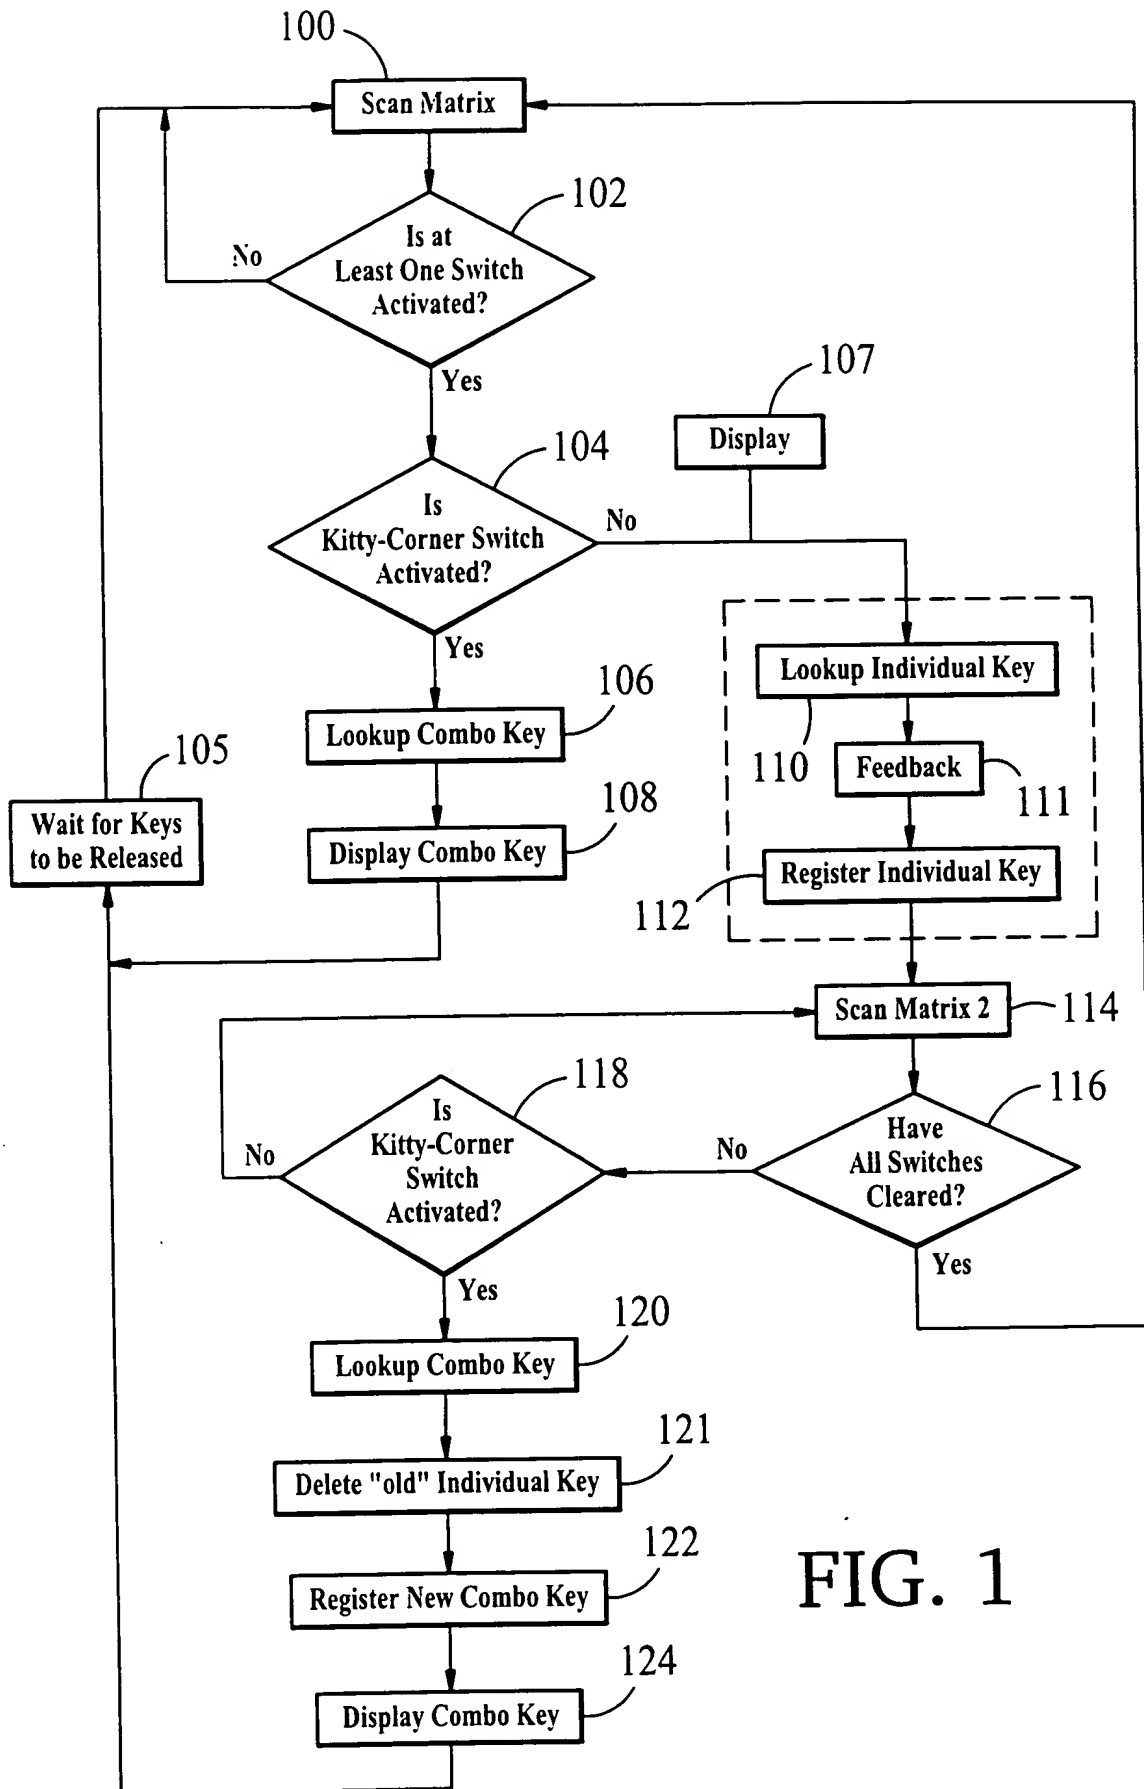 100
Scan Matrix
102
Is at
Least One Switch
Activated?
No
Yes
107
Display
104
Is
Kitty-Corner Switch
Activated?
No
Yes
106
Lookup Combo Key
105
Wait for Keys
to be Released
108
Display Combo Key
Lookup Individual Key
110
Feedback
111
Register Individual Key
112
Scan Matrix 2
114
116
Have
All Switches
Cleared?
No
Yes
118
Is
Kitty-Corner
Switch
Activated?
No
Yes
120
Lookup Combo Key
121
Delete "old" Individual Key
122
Register New Combo Key
124
Display Combo Key
FIG. 1